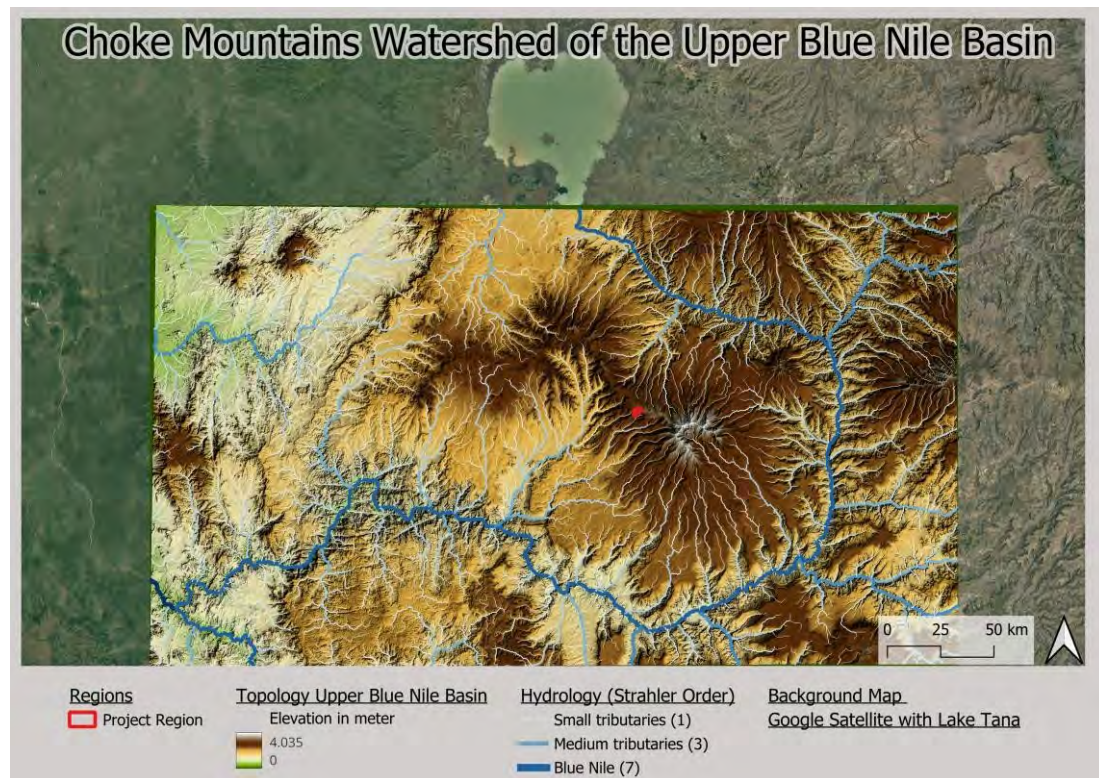 Choke Mountains Watershed of the Upper Blue Nile Basin
0 25 50 km
Regions
Project Region
Topology Upper Blue Nile Basin
Elevation in meter
4.035
0
Hydrology (Strahler Order)
Small tributaries (1)
Medium tributaries (3)
Blue Nile (7)
Background Map
Google Satellite with Lake Tana